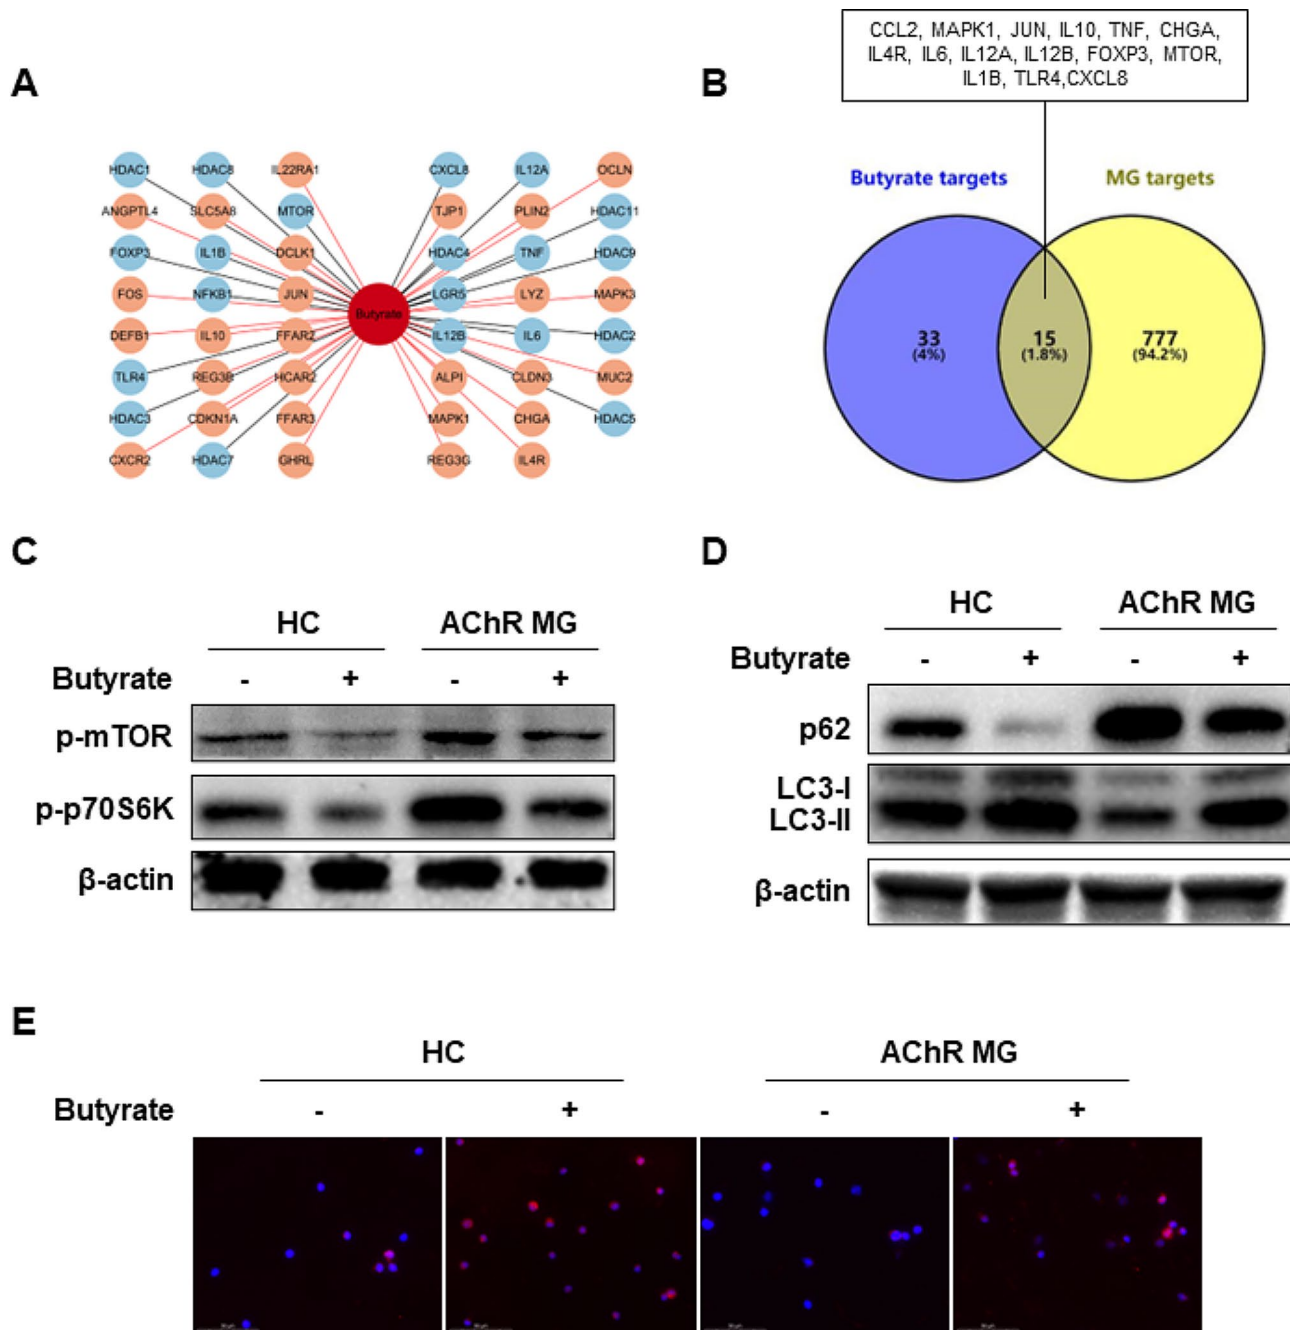 A
HDAC1 HDAC8 IL22RA1 CXCL8 IL12A OCLN
ANGPTL4 SLC5A8 MTOR TJP1 PLIN2 HDAC11
FOXP3 IL1B DCLK1 HDAC4 TNF HDAC9
FOS NFKB1 JUN Butyrate LGR5 LYZ MAPK3
DEFB1 IL10 FFAR2 IL12B IL6 HDAC2
TLR4 REG3B HCAR2 ALPI CLDN3 MUC2
HDAC3 CDKN1A FFAR3 MAPK1 CHGA HDAC5
CXCR2 HDAC7 GHRL REG3G IL4R
B
CCL2, MAPK1, JUN, IL10, TNF, CHGA,
IL4R, IL6, IL12A, IL12B, FOXP3, MTOR,
IL1B, TLR4,CXCL8
Butyrate targets MG targets
33 15 777
(4%) (1.8%) (94.2%)
C
HC AChR MG
Butyrate - + - +
p-mTOR
p-p70S6K
β-actin
D
HC AChR MG
Butyrate - + - +
p62
LC3-I
LC3-II
β-actin
E
HC AChR MG
Butyrate - + - +